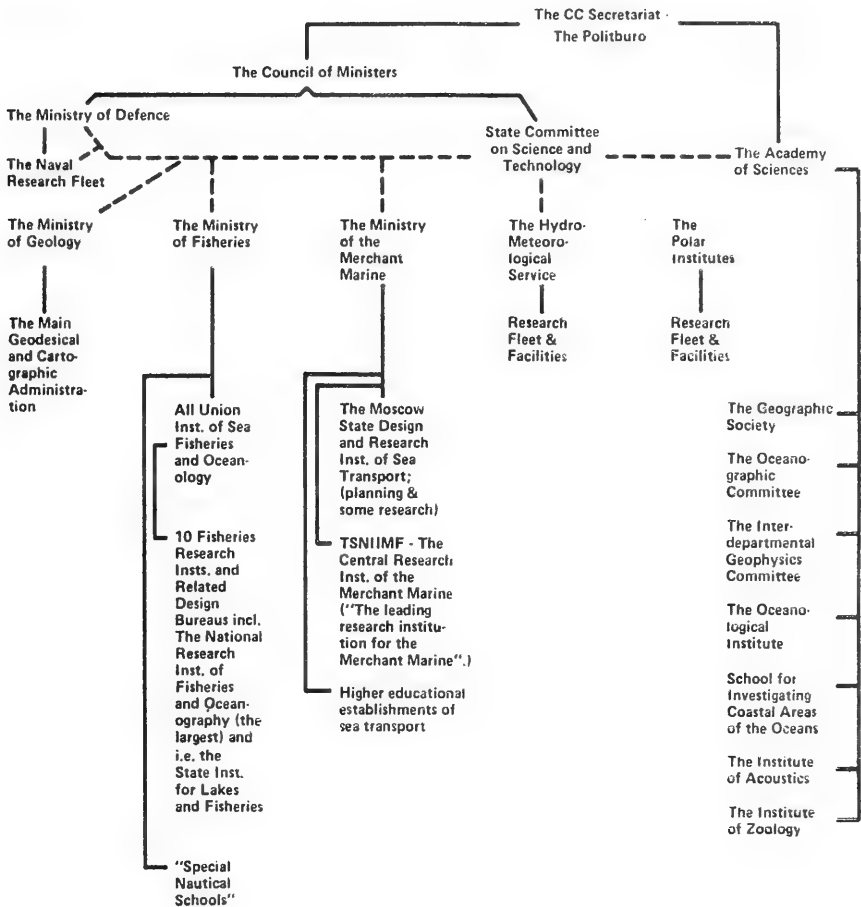 The CC Secretariat -
The Politburo
The Council of Ministers
The Ministry of Defence
State Committee
on Science and
Technology
The Academy
of Sciences
The Naval
Research Fleet
The Ministry
of Geology
The Ministry
of Fisheries
The Ministry
of the
Merchant
Marine
The Hydro-
Meteoro-
logical
Service
The
Polar
Institutes
The Main
Geodesical
and Carto-
graphic
Administra-
tion
Research
Fleet &
Facilities
Research
Fleet &
Facilities
All Union
Inst. of Sea
Fisheries
and Ocean-
ology
The Moscow
State Design
and Research
Inst. of Sea
Transport;
(planning &
some research)
The Geographic
Society
The Oceano-
graphic
Committee
10 Fisheries
Research
Insts. and
Related
Design
Bureaus incl.
The National
Research
Inst. of
Fisheries
and Ocean-
ography (the
largest) and
i.e. the
State Inst.
for Lakes
and Fisheries
TSNIIMF - The
Central Research
Inst. of the
Merchant Marine
("The leading
research institu-
tion for the
Merchant Marine".)
The Inter-
departmental
Geophysics
Committee
The Oceano-
logical
Institute
Higher educational
establishments of
sea transport
School for
Investigating
Coastal Areas
of the Oceans
The Institute
of Acoustics
The Institute
of Zoology
"Special
Nautical
Schools"